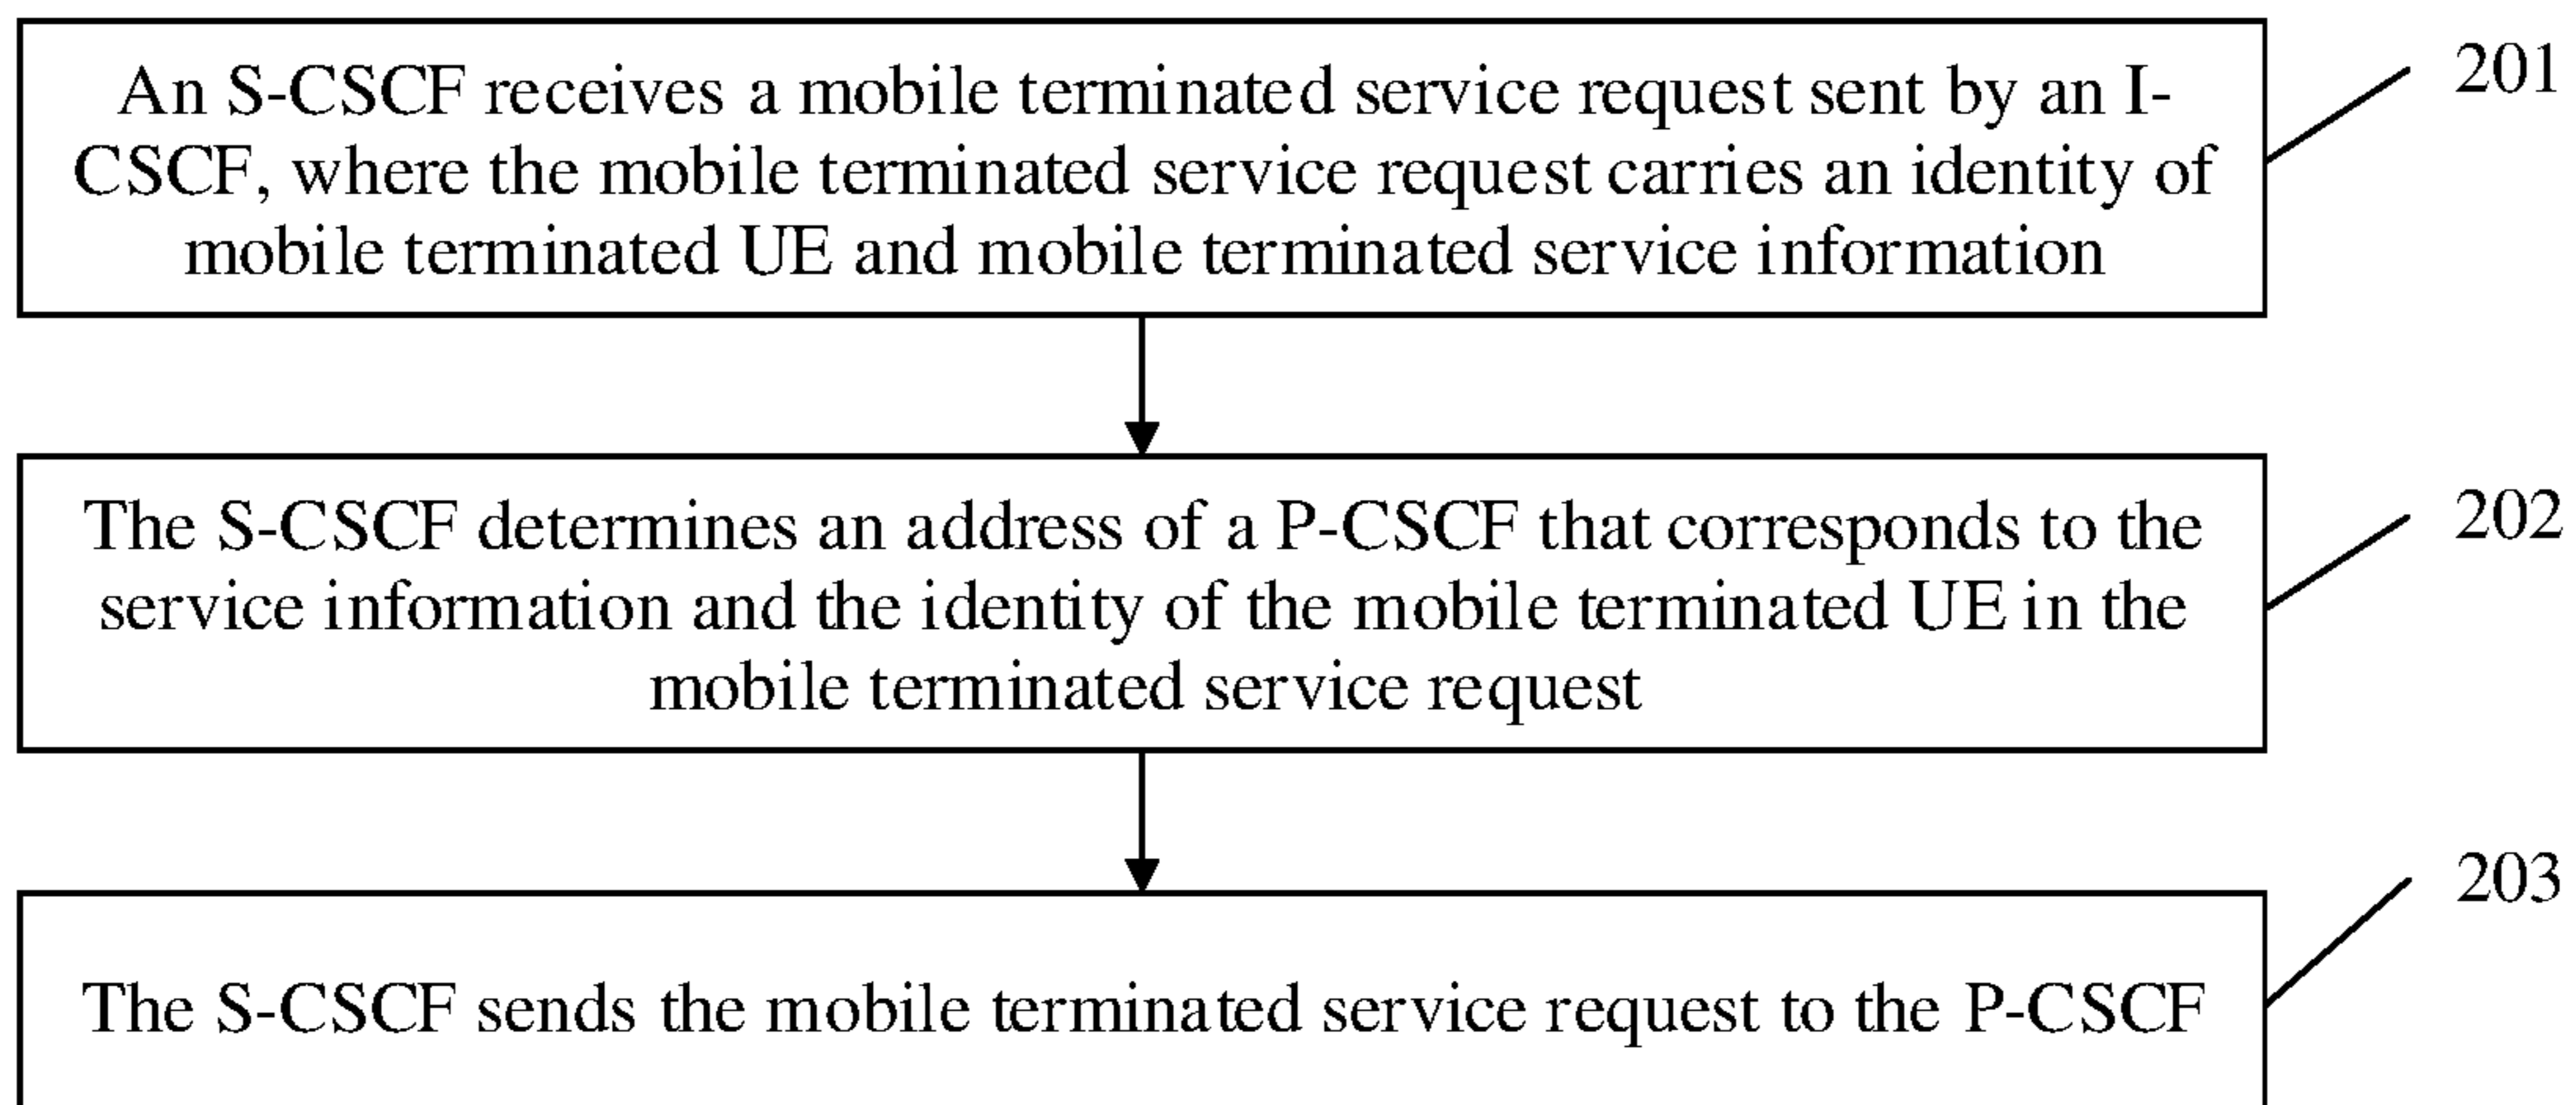 An S-CSCF receives a mobile terminated service request sent by an I-
CSCF, where the mobile terminated service request carries an identity of
mobile terminated UE and mobile terminated service information
201
The S-CSCF determines an address of a P-CSCF that corresponds to the
service information and the identity of the mobile terminated UE in the
mobile terminated service request
202
The S-CSCF sends the mobile terminated service request to the P-CSCF
203